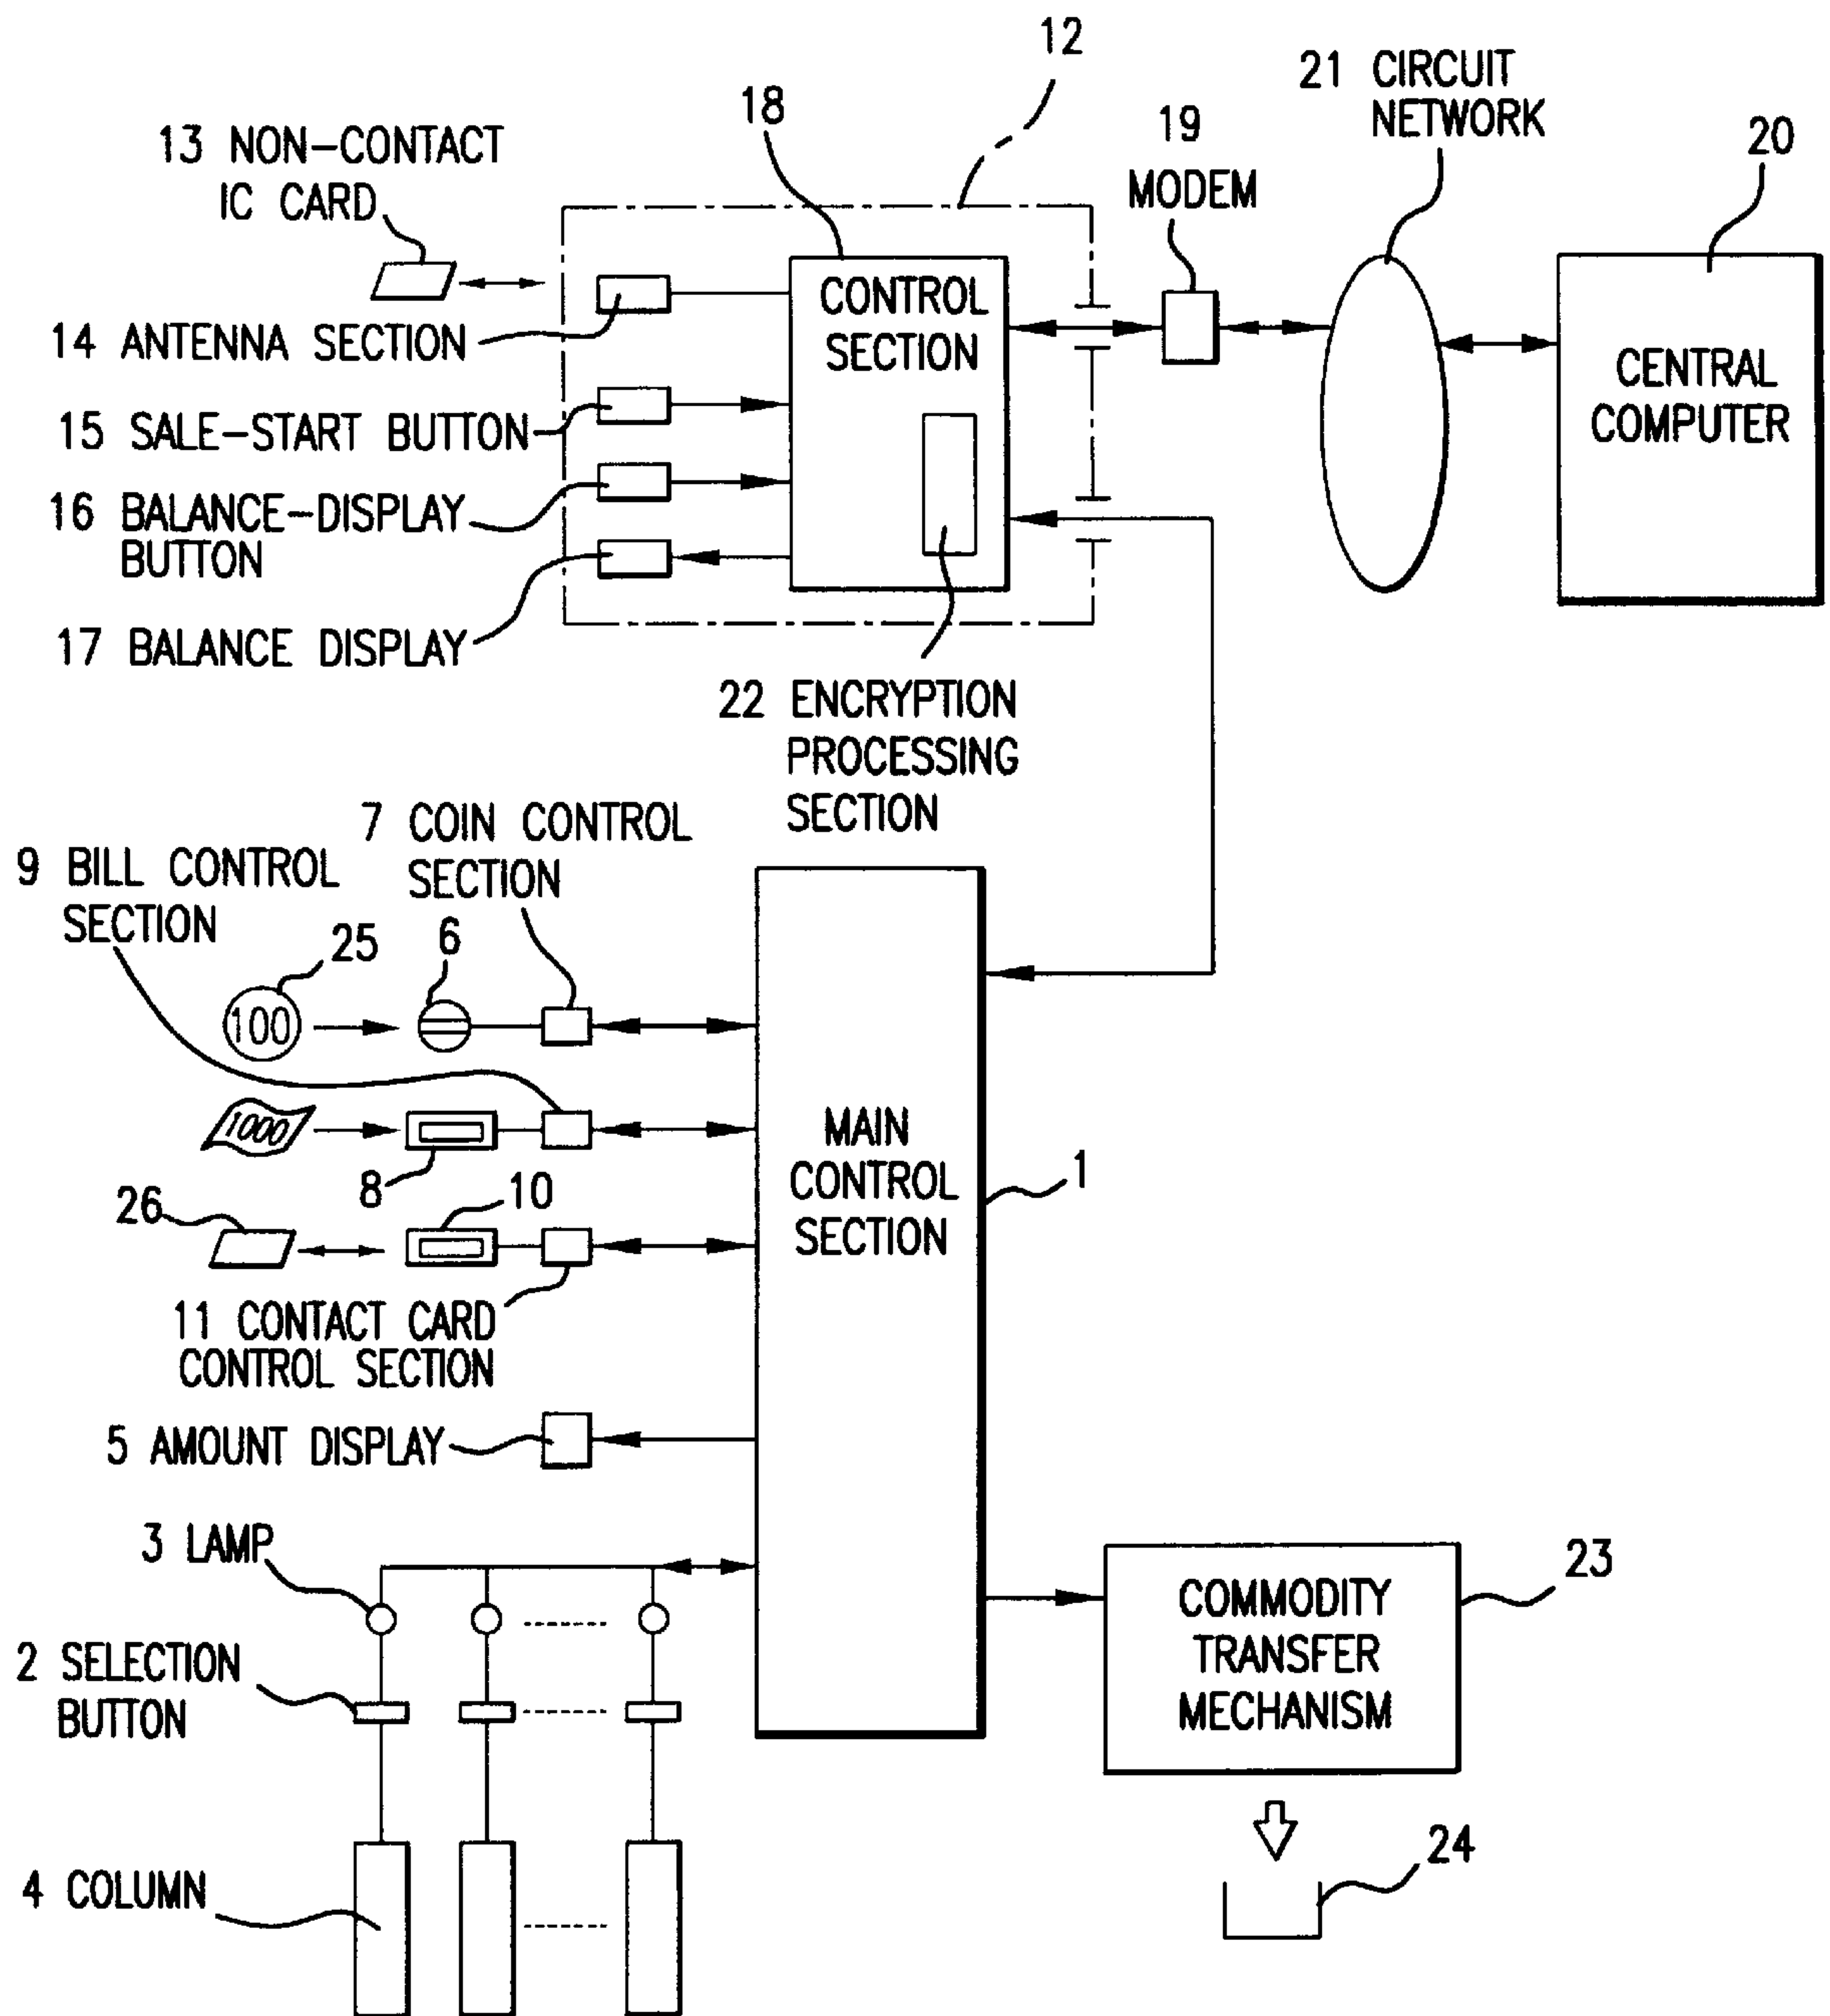 12
21 CIRCUIT
NETWORK
18
19
MODEM
20
13 NON-CONTACT
IC CARD
CONTROL
SECTION
14 ANTENNA SECTION
CENTRAL
COMPUTER
15 SALE-START BUTTON
16 BALANCE-DISPLAY
BUTTON
17 BALANCE DISPLAY
22 ENCRYPTION
PROCESSING
SECTION
7 COIN CONTROL
SECTION
9 BILL CONTROL
SECTION
25
6
100
1000
8
MAIN
CONTROL
SECTION
1
26
10
11 CONTACT CARD
CONTROL SECTION
5 AMOUNT DISPLAY
3 LAMP
23
COMMODITY
TRANSFER
MECHANISM
2 SELECTION
BUTTON
4 COLUMN
24